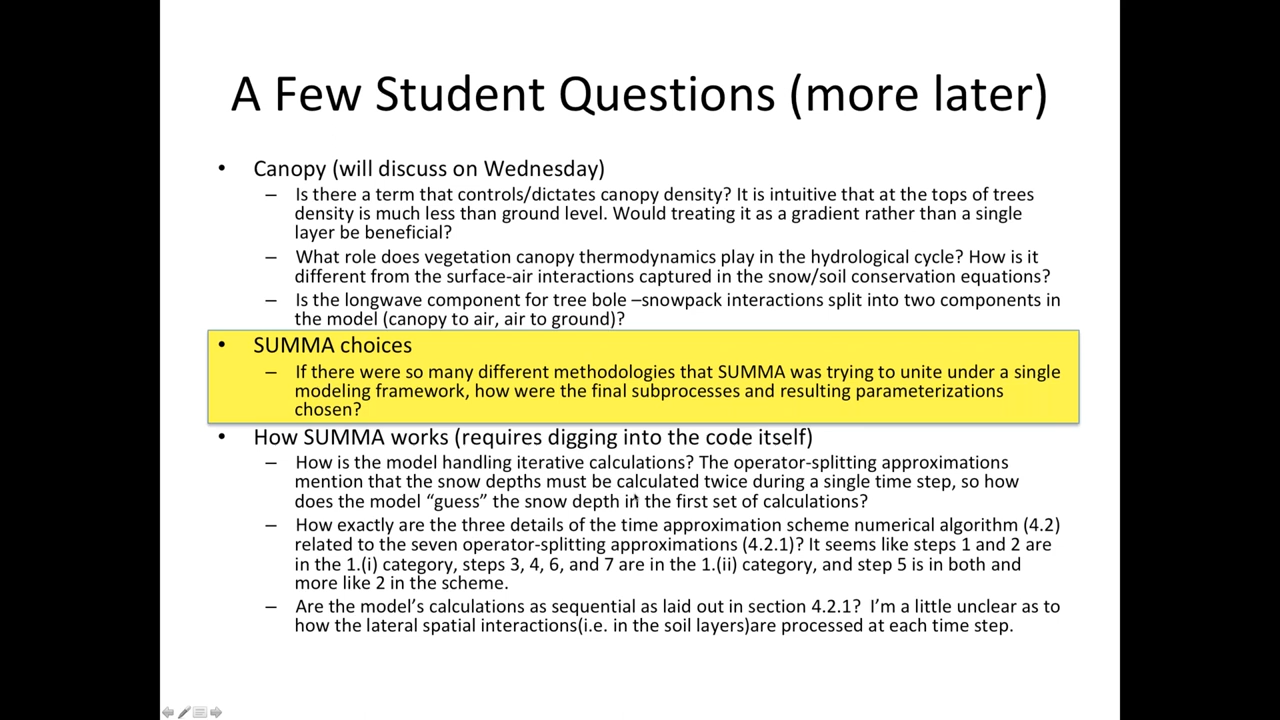 A Few Student Questions (more later)
• Canopy (will discuss on Wednesday)
– Is there a term that controls/dictates canopy density? It is intuitive that at the tops of trees
density is much less than ground level. Would treating it as a gradient rather than a single
layer be beneficial?
– What role does vegetation canopy thermodynamics play in the hydrological cycle? How is it
different from the surface-air interactions captured in the snow/soil conservation equations?
– Is the longwave component for tree bole –snowpack interactions split into two components in
the model (canopy to air, air to ground)?
• SUMMA choices
– If there were so many different methodologies that SUMMA was trying to unite under a single
modeling framework, how were the final subprocesses and resulting parameterizations
chosen?
• How SUMMA works (requires digging into the code itself)
– How is the model handling iterative calculations? The operator-splitting approximations
mention that the snow depths must be calculated twice during a single time step, so how
does the model “guess” the snow depth in the first set of calculations?
– How exactly are the three details of the time approximation scheme numerical algorithm (4.2)
related to the seven operator-splitting approximations (4.2.1)? It seems like steps 1 and 2 are
in the 1.(i) category, steps 3, 4, 6, and 7 are in the 1.(ii) category, and step 5 is in both and
more like 2 in the scheme.
– Are the model’s calculations as sequential as laid out in section 4.2.1? I’m a little unclear as to
how the lateral spatial interactions(i.e. in the soil layers)are processed at each time step.